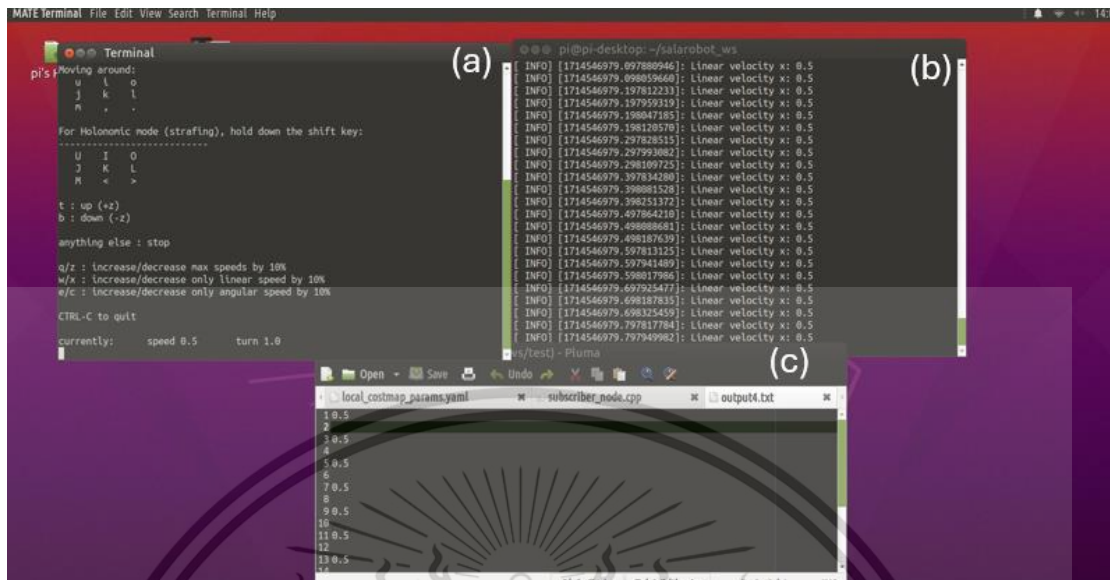 MATE Terminal File Edit View Search Terminal Help
14:
pi's
Terminal
(a)
Moving around:
u i o
j k l
m , .
For Holonomic mode (strafing), hold down the shift key:
---------------------------
U I O
J K L
M < >
t : up (+z)
b : down (-z)
anything else : stop
q/z : increase/decrease max speeds by 10%
w/x : increase/decrease only linear speed by 10%
e/c : increase/decrease only angular speed by 10%
CTRL-C to quit
currently: speed 0.5 turn 1.0
pi@pi-desktop: ~/salarobot_ws
(b)
[ INFO] [1714546979.097880946]: Linear velocity x: 0.5
[ INFO] [1714546979.098059660]: Linear velocity x: 0.5
[ INFO] [1714546979.197812233]: Linear velocity x: 0.5
[ INFO] [1714546979.197959319]: Linear velocity x: 0.5
[ INFO] [1714546979.198047185]: Linear velocity x: 0.5
[ INFO] [1714546979.198120570]: Linear velocity x: 0.5
[ INFO] [1714546979.297828515]: Linear velocity x: 0.5
[ INFO] [1714546979.297993082]: Linear velocity x: 0.5
[ INFO] [1714546979.298109725]: Linear velocity x: 0.5
[ INFO] [1714546979.397834280]: Linear velocity x: 0.5
[ INFO] [1714546979.398081528]: Linear velocity x: 0.5
[ INFO] [1714546979.398251372]: Linear velocity x: 0.5
[ INFO] [1714546979.497864210]: Linear velocity x: 0.5
[ INFO] [1714546979.498088681]: Linear velocity x: 0.5
[ INFO] [1714546979.498187639]: Linear velocity x: 0.5
[ INFO] [1714546979.597813125]: Linear velocity x: 0.5
[ INFO] [1714546979.597941489]: Linear velocity x: 0.5
[ INFO] [1714546979.598017986]: Linear velocity x: 0.5
[ INFO] [1714546979.697925477]: Linear velocity x: 0.5
[ INFO] [1714546979.698187835]: Linear velocity x: 0.5
[ INFO] [1714546979.698325459]: Linear velocity x: 0.5
[ INFO] [1714546979.797817784]: Linear velocity x: 0.5
[ INFO] [1714546979.797949982]: Linear velocity x: 0.5
vs/test) - Pluma
(c)
Open Save Undo
local_costmap_params.yaml subscriber_node.cpp output4.txt
1 0.5
2
3 0.5
4
5 0.5
6
7 0.5
8
9 0.5
10
11 0.5
12
13 0.5
14